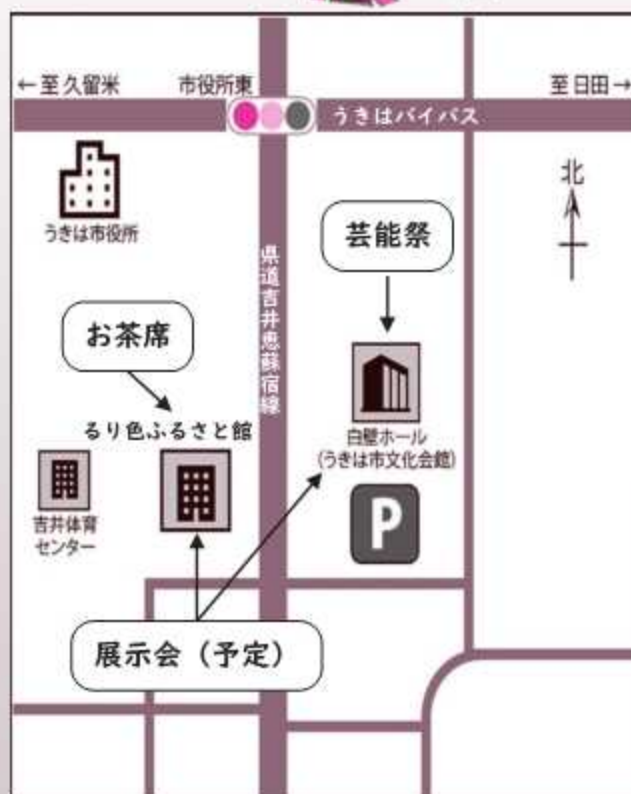 ←至久留米
市役所東
至日田→
うきはバイパス
北
うきは市役所
芸能祭
県道吉井恵蘇宿線
お茶席
るり色ふるさと館
白壁ホール
(うきは市文化会館)
吉井体育
センター
P
展示会（予定）